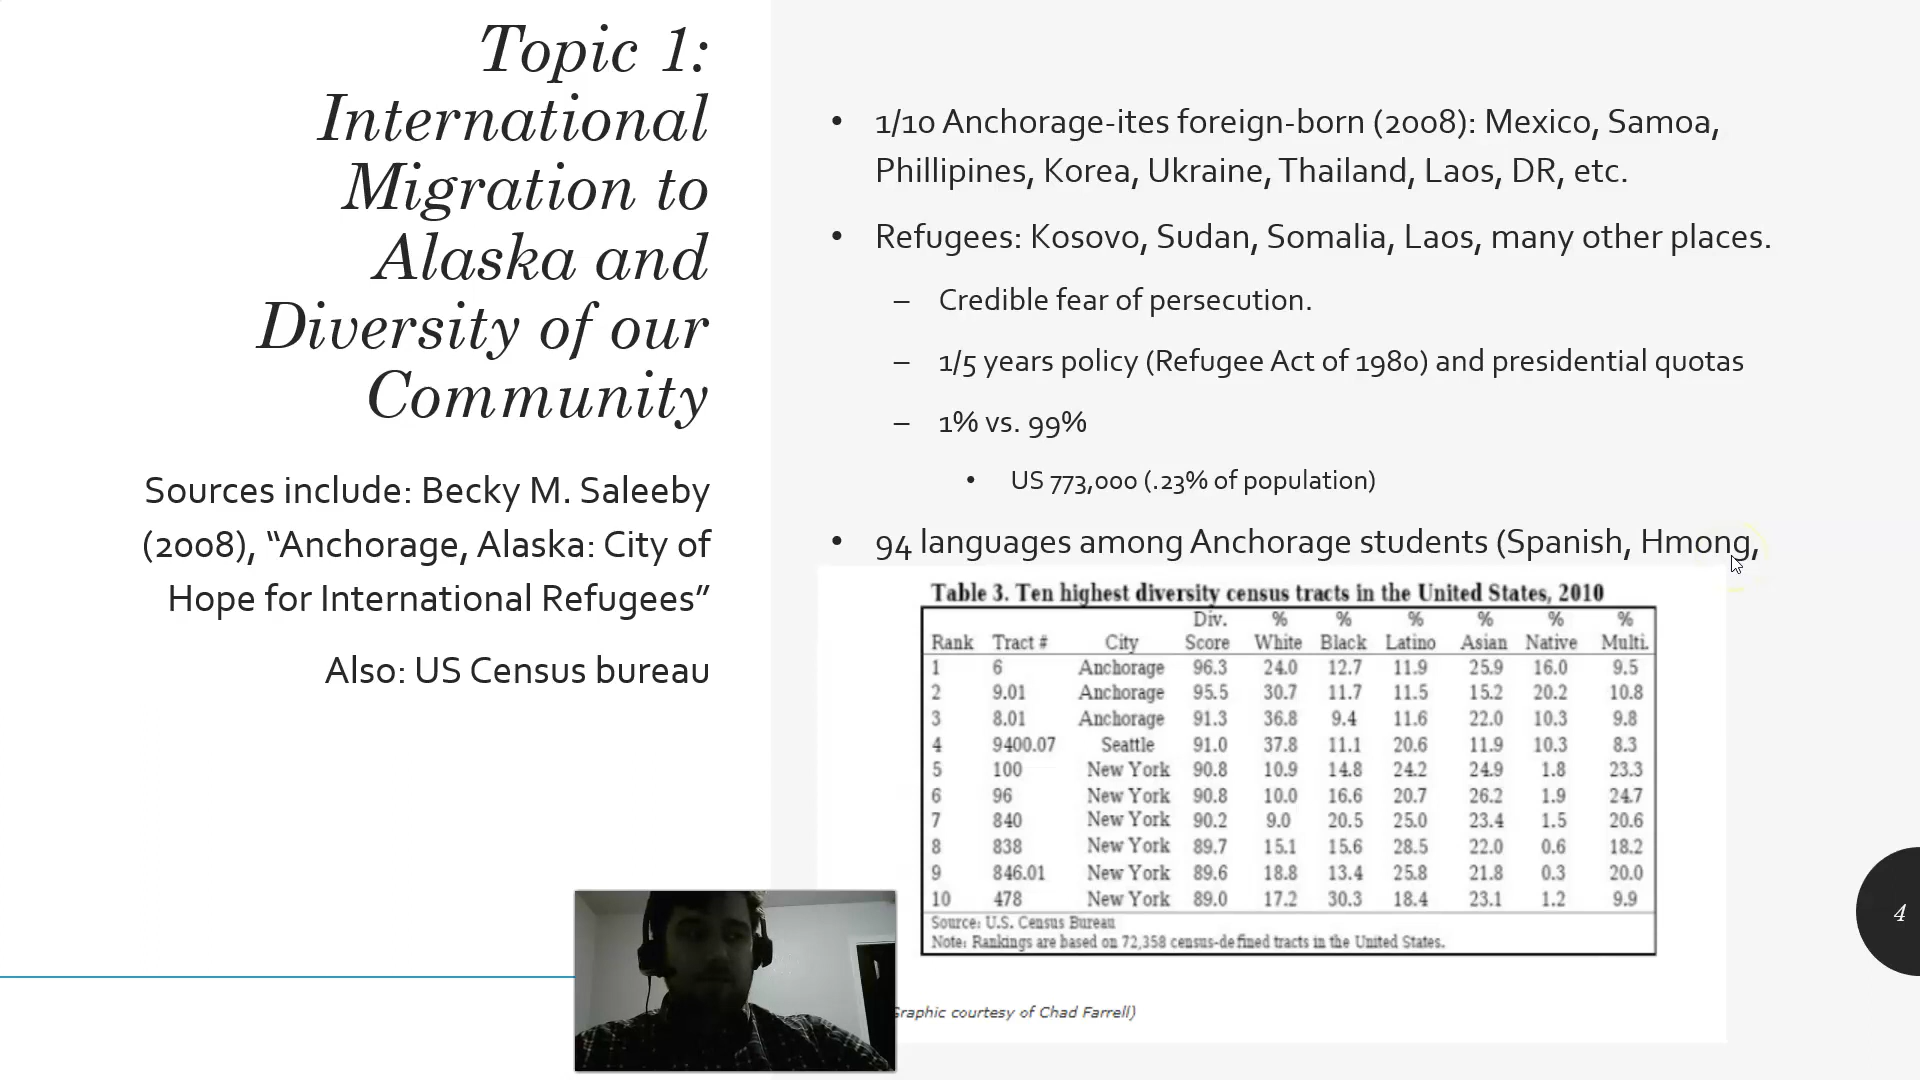 Topic 1:
International
Migration to
Alaska and
Diversity of our
Community
Sources include: Becky M. Saleeby
(2008), “Anchorage, Alaska: City of
Hope for International Refugees”
Also: US Census bureau
• 1/10 Anchorage-ites foreign-born (2008): Mexico, Samoa,
Phillipines, Korea, Ukraine, Thailand, Laos, DR, etc.
• Refugees: Kosovo, Sudan, Somalia, Laos, many other places.
– Credible fear of persecution.
– 1/5 years policy (Refugee Act of 1980) and presidential quotas
– 1% vs. 99%
• US 773,000 (.23% of population)
• 94 languages among Anchorage students (Spanish, Hmong,
Table 3. Ten highest diversity census tracts in the United States, 2010
Div. % % % % % %
Rank Tract # City Score White Black Latino Asian Native Multi.
1 6 Anchorage 96.3 24.0 12.7 11.9 25.9 16.0 9.5
2 9.01 Anchorage 95.5 30.7 11.7 11.5 15.2 20.2 10.8
3 8.01 Anchorage 91.3 36.8 9.4 11.6 22.0 10.3 9.8
4 9400.07 Seattle 91.0 37.8 11.1 20.6 11.9 10.3 8.3
5 100 New York 90.8 10.9 14.8 24.2 24.9 1.8 23.3
6 96 New York 90.8 10.0 16.6 20.7 26.2 1.9 24.7
7 840 New York 90.2 9.0 20.5 25.0 23.4 1.5 20.6
8 838 New York 89.7 15.1 15.6 28.5 22.0 0.6 18.2
9 846.01 New York 89.6 18.8 13.4 25.8 21.8 0.3 20.0
10 478 New York 89.0 17.2 30.3 18.4 23.1 1.2 9.9
Source: U.S. Census Bureau
Note: Rankings are based on 72,358 census-defined tracts in the United States.
Graphic courtesy of Chad Farrell)
4